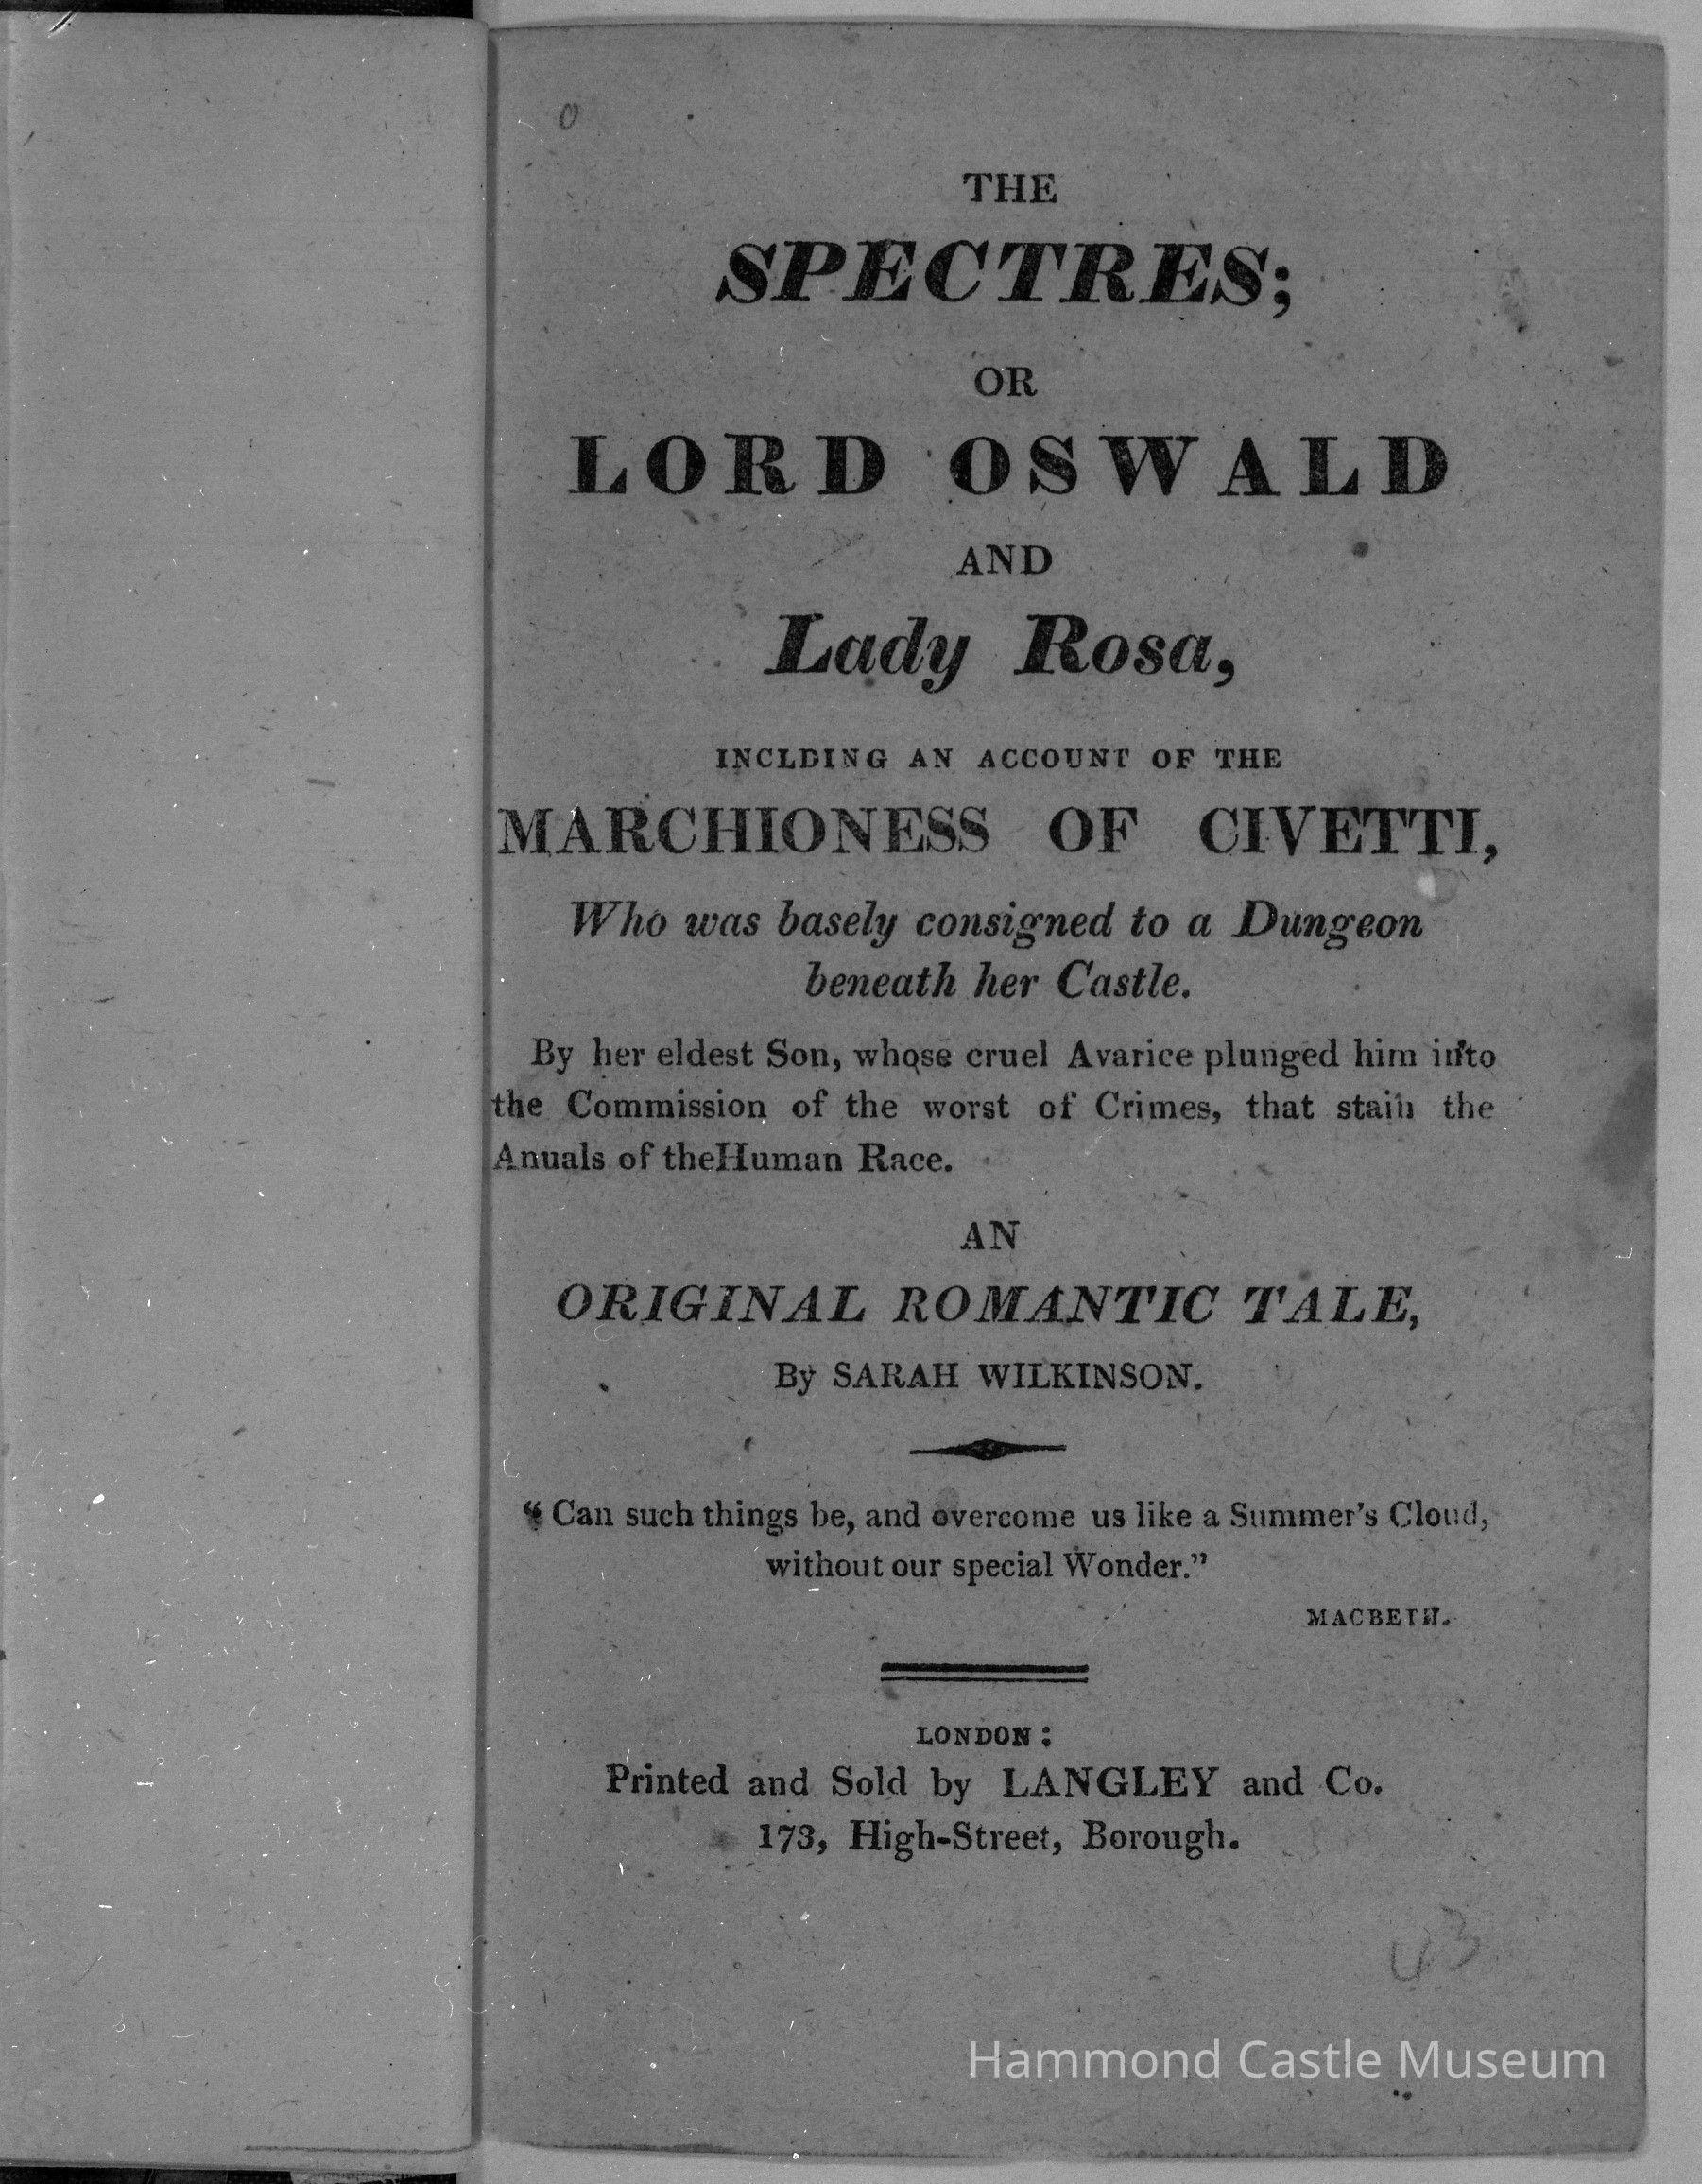 0
THE
SPECTRES;
OR
LORD OSWALD
AND
Lady Rosa,
INCLDING AN ACCOUNT OF THE
MARCHIONESS OF CIVETTI,
Who was basely consigned to a Dungeon
beneath her Castle.
By her eldest Son, whose cruel Avarice plunged him into
the Commission of the worst of Crimes, that stain the
Anuals of theHuman Race.
AN
ORIGINAL ROMANTIC TALE,
By SARAH WILKINSON.
“ Can such things be, and overcome us like a Summer’s Cloud,
without our special Wonder.”
MACBETH.
LONDON:
Printed and Sold by LANGLEY and Co.
173, High-Street, Borough.
43
Hammond Castle Museum